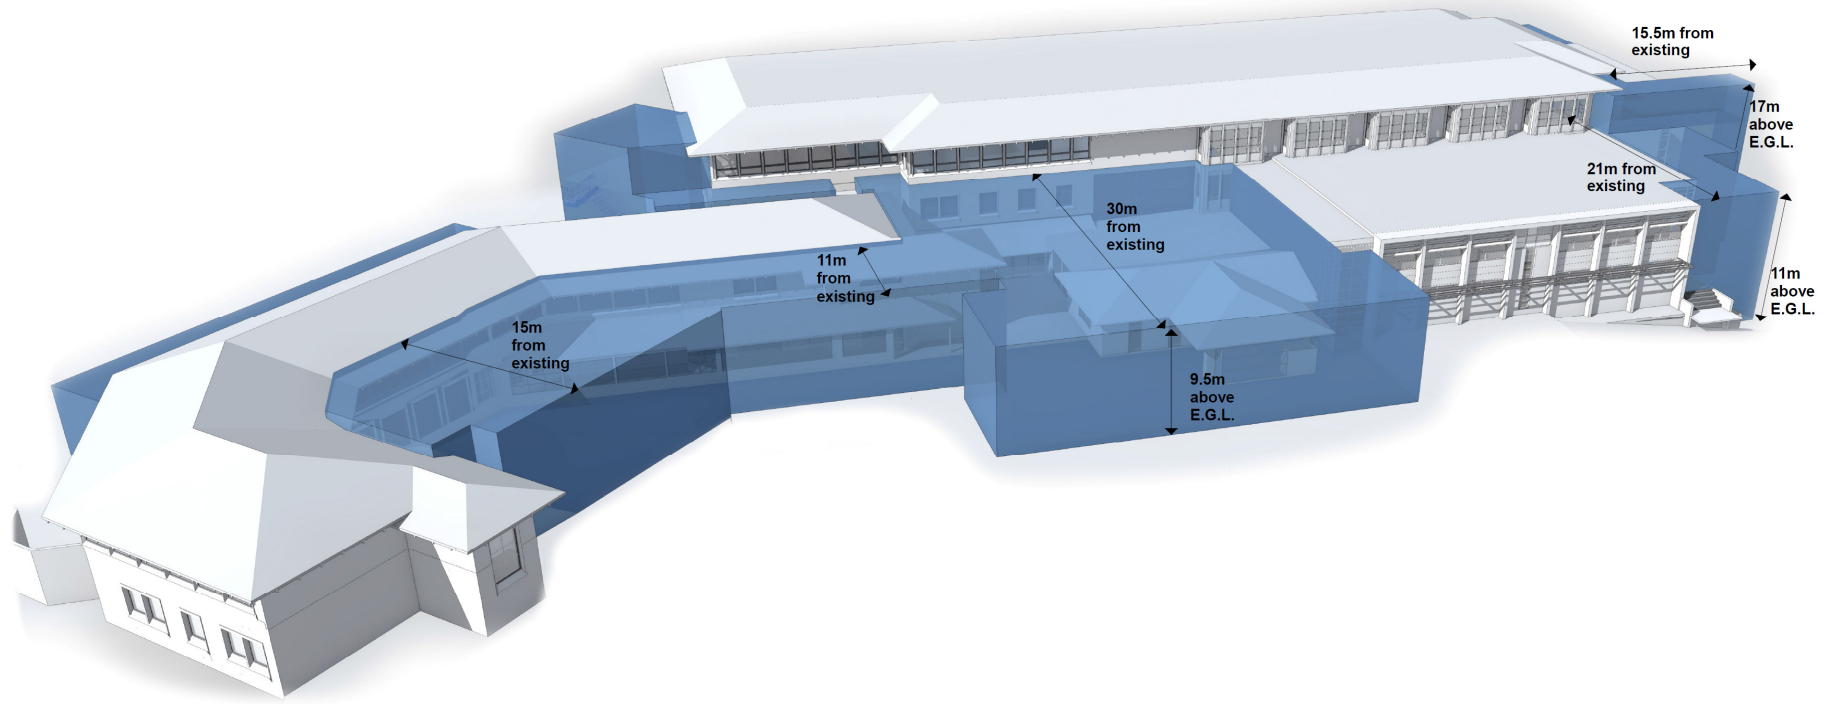 15.5m from
existing
17m
above
E.G.L.
21m from
existing
30m
from
existing
11m
from
existing
11m
above
E.G.L.
15m
from
existing
9.5m
above
E.G.L.